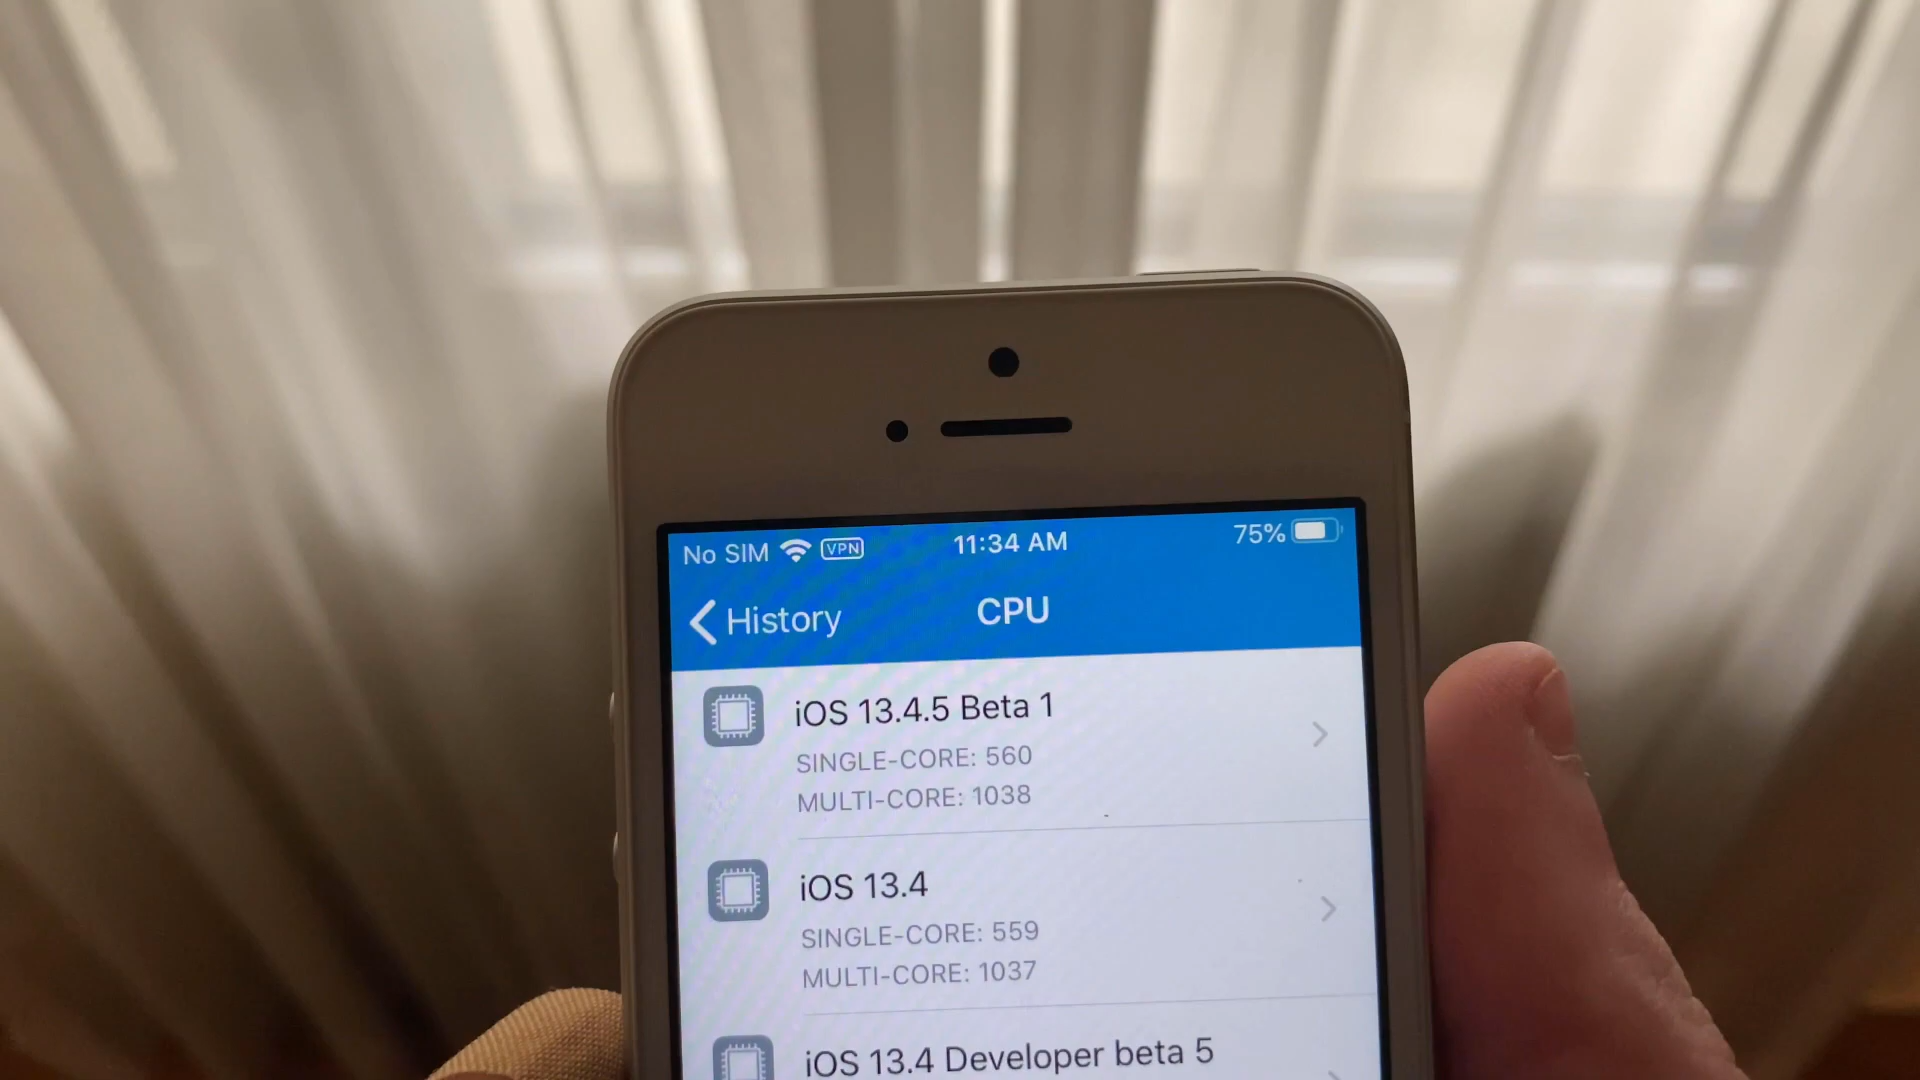 No SIM VPN 11:34 AM 75%
History CPU
iOS 13.4.5 Beta 1
SINGLE-CORE: 560
MULTI-CORE: 1038
iOS 13.4
SINGLE-CORE: 559
MULTI-CORE: 1037
iOS 13.4 Developer beta 5